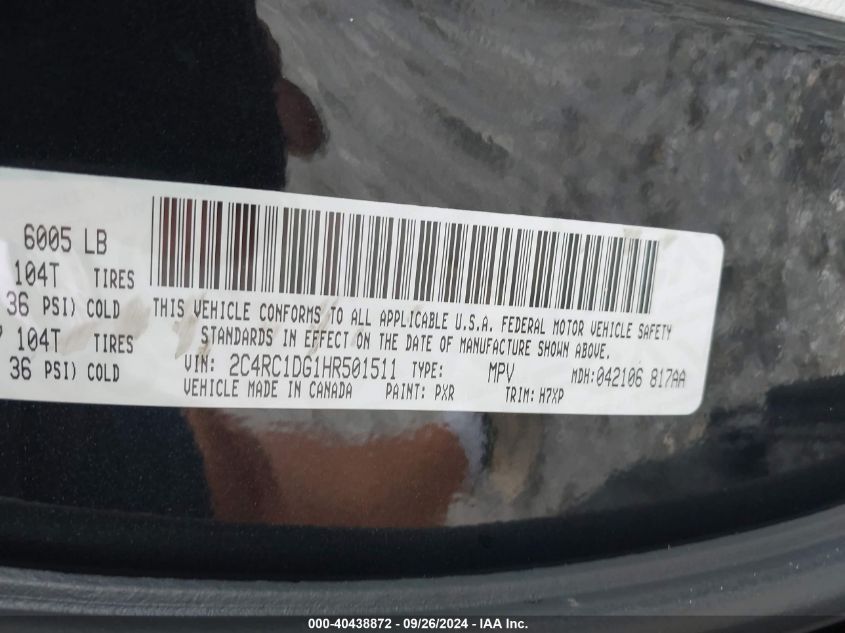 6005 LB
104T TIRES
36 PSI) COLD
104T TIRES
36 PSI) COLD
THIS VEHICLE CONFORMS TO ALL APPLICABLE U.S.A. FEDERAL MOTOR VEHICLE SAFETY
STANDARDS IN EFFECT ON THE DATE OF MANUFACTURE SHOWN ABOVE.
VIN: 2C4RC1DG1HR501511 TYPE: MPV MDH:042106 817AA
VEHICLE MADE IN CANADA PAINT: PXR TRIM: H7XP
000-40438872 - 09/26/2024 - IAA Inc.